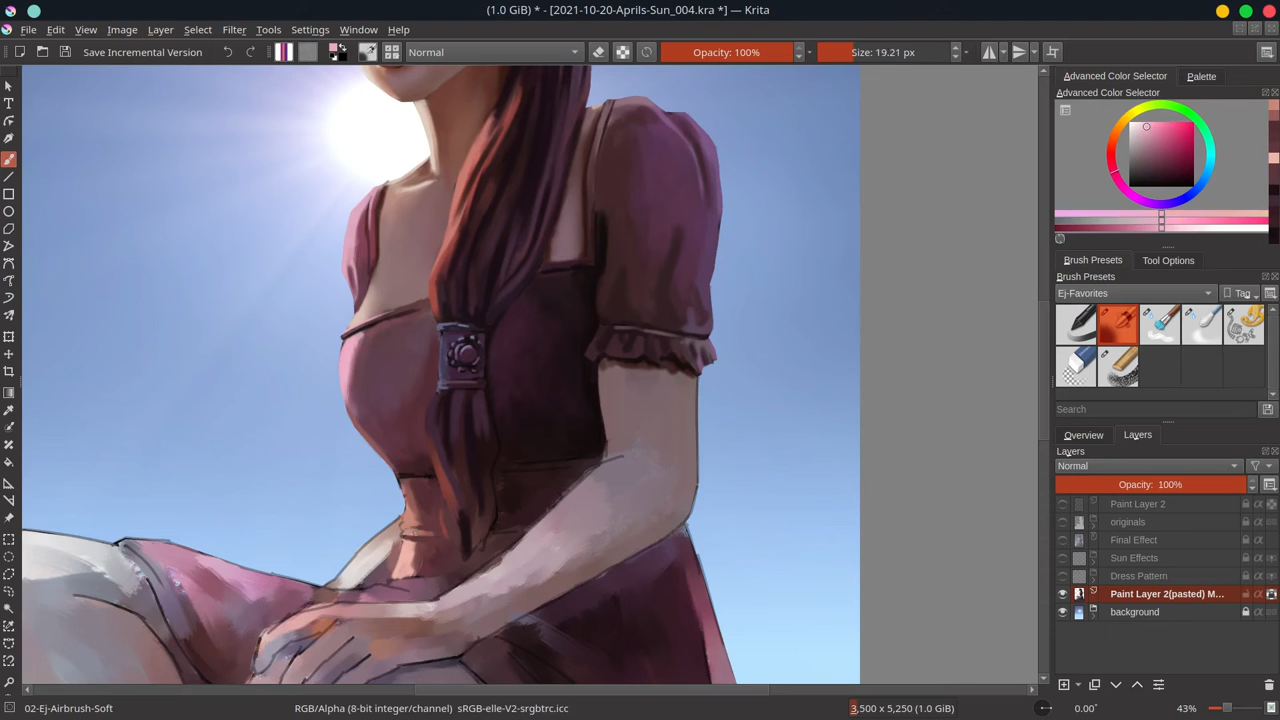 (1.0 GiB) * - [2021-10-20-Aprils-Sun_004.kra *] — Krita
File Edit View Image Layer Select Filter Tools Settings Window Help
Save Incremental Version
Normal
Opacity: 100%
Size: 19.21 px
Advanced Color Selector
Palette
Advanced Color Selector
Brush Presets
Tool Options
Brush Presets
Ej-Favorites
Tag
Search
Overview
Layers
Layers
Normal
Opacity: 100%
Paint Layer 2
originals
Final Effect
Sun Effects
Dress Pattern
Paint Layer 2(pasted) M...
background
02-Ej-Airbrush-Soft
RGB/Alpha (8-bit integer/channel) sRGB-elle-V2-srgbtrc.icc
3,500 x 5,250 (1.0 GiB)
0.00°
43%